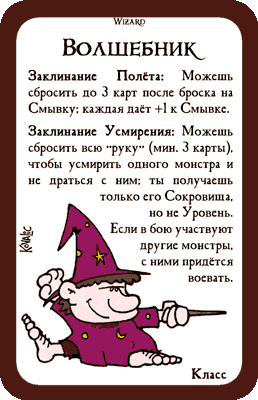 Wizard
Волшебник
Заклинание Полёта: Можешь
сбросить до 3 карт после броска на
Смывку; каждая даёт +1 к Смывке.
Заклинание Усмирения: Можешь
сбросить всю "руку" (мин. 3 карты),
чтобы усмирить одного монстра и
не драться с ним; ты получаешь
только его Сокровища,
но не Уровень.
Если в бою участвуют
другие монстры,
с ними придётся
воевать.
Kovalic
Класс